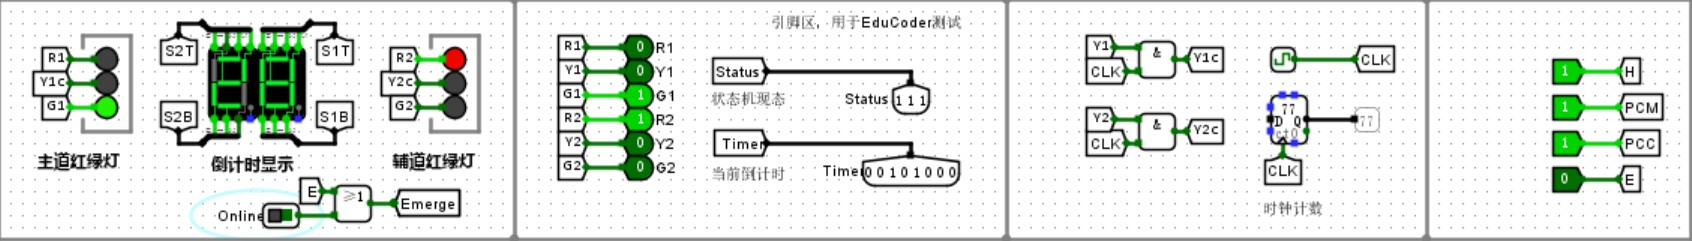 R1
Y1c
G1
主道红绿灯
S2T
S1T
S2B
S1B
倒计时显示
R2
Y2c
G2
辅道红绿灯
E
≥1
Emerge
Online
引脚区，用于EduCoder测试
R1 0 R1
Y1 0 Y1
G1 1 G1
R2 1 R2
Y2 0 Y2
G2 0 G2
Status
状态机现态
Status 1 1 1
Timer
当前倒计时
Timer 0 0 1 0 1 0 0 0
Y1
CLK
&
Y1c
Y2
CLK
&
Y2c
CLK
77
D Q
ct0
77
CLK
时钟计数
1 H
1 PCM
1 PCC
0 E